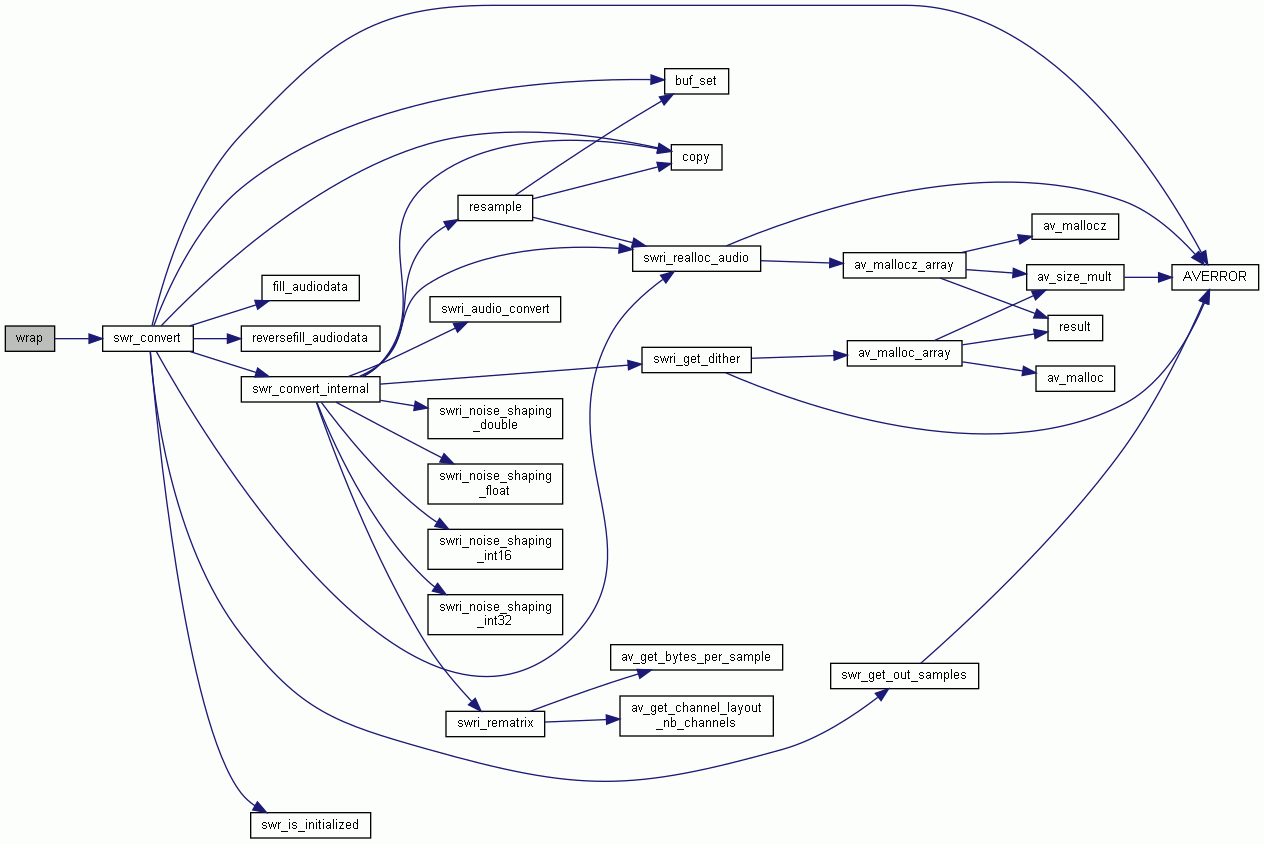 buf_set
copy
resample
av_mallocz
swri_realloc_audio
av_mallocz_array
av_size_mult
AVERROR
fill_audiodata
swri_audio_convert
result
wrap
swr_convert
reversefill_audiodata
swri_get_dither
av_malloc_array
av_malloc
swr_convert_internal
swri_noise_shaping
_double
swri_noise_shaping
_float
swri_noise_shaping
_int16
swri_noise_shaping
_int32
av_get_bytes_per_sample
swr_get_out_samples
swri_rematrix
av_get_channel_layout
_nb_channels
swr_is_initialized